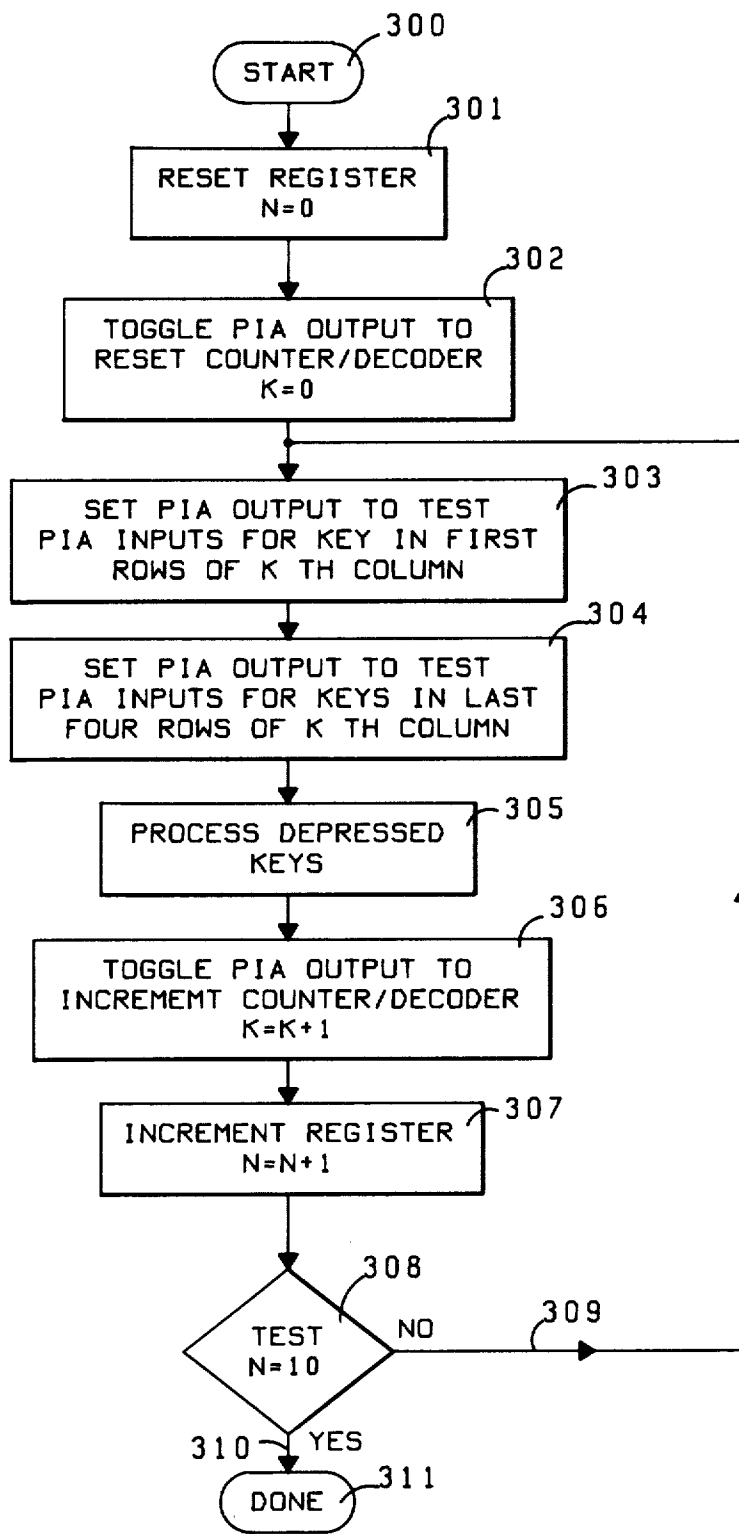 300
START
301
RESET REGISTER
N=0
302
TOGGLE PIA OUTPUT TO
RESET COUNTER/DECODER
K=0
303
SET PIA OUTPUT TO TEST
PIA INPUTS FOR KEY IN FIRST
ROWS OF K TH COLUMN
304
SET PIA OUTPUT TO TEST
PIA INPUTS FOR KEYS IN LAST
FOUR ROWS OF K TH COLUMN
305
PROCESS DEPRESSED
KEYS
306
TOGGLE PIA OUTPUT TO
INCREMEMT COUNTER/DECODER
K=K+1
307
INCREMENT REGISTER
N=N+1
308
TEST
N=10
NO
309
310
YES
311
DONE